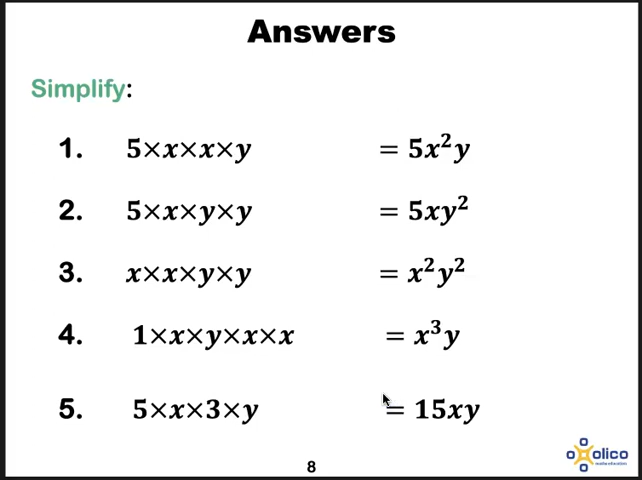 Answers
Simplify:
1. 5×x×x×y = 5x²y
2. 5×x×y×y = 5xy²
3. x×x×y×y = x²y²
4. 1×x×y×x×x = x³y
5. 5×x×3×y = 15xy
8
olico